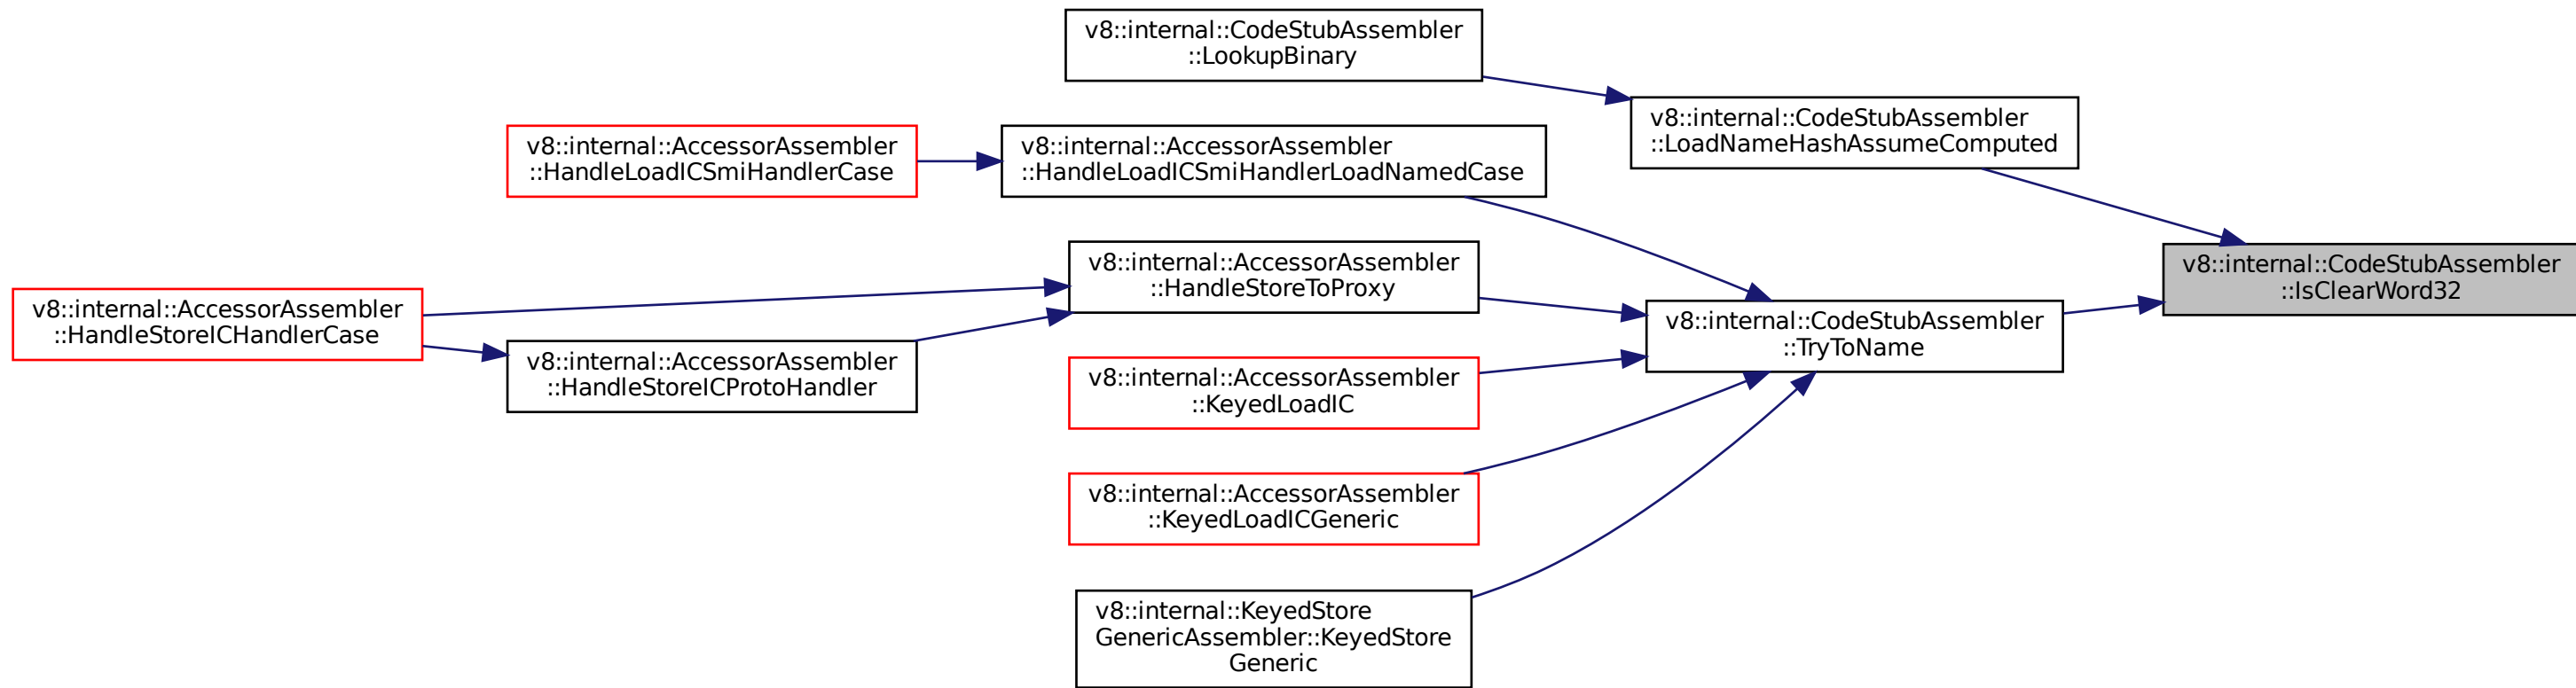 v8::internal::CodeStubAssembler
::LookupBinary
v8::internal::CodeStubAssembler
::LoadNameHashAssumeComputed
v8::internal::AccessorAssembler
::HandleLoadICSmiHandlerCase
v8::internal::AccessorAssembler
::HandleLoadICSmiHandlerLoadNamedCase
v8::internal::AccessorAssembler
::HandleStoreToProxy
v8::internal::CodeStubAssembler
::IsClearWord32
v8::internal::AccessorAssembler
::HandleStoreICHandlerCase
v8::internal::CodeStubAssembler
::TryToName
v8::internal::AccessorAssembler
::HandleStoreICProtoHandler
v8::internal::AccessorAssembler
::KeyedLoadIC
v8::internal::AccessorAssembler
::KeyedLoadICGeneric
v8::internal::KeyedStore
GenericAssembler::KeyedStore
Generic